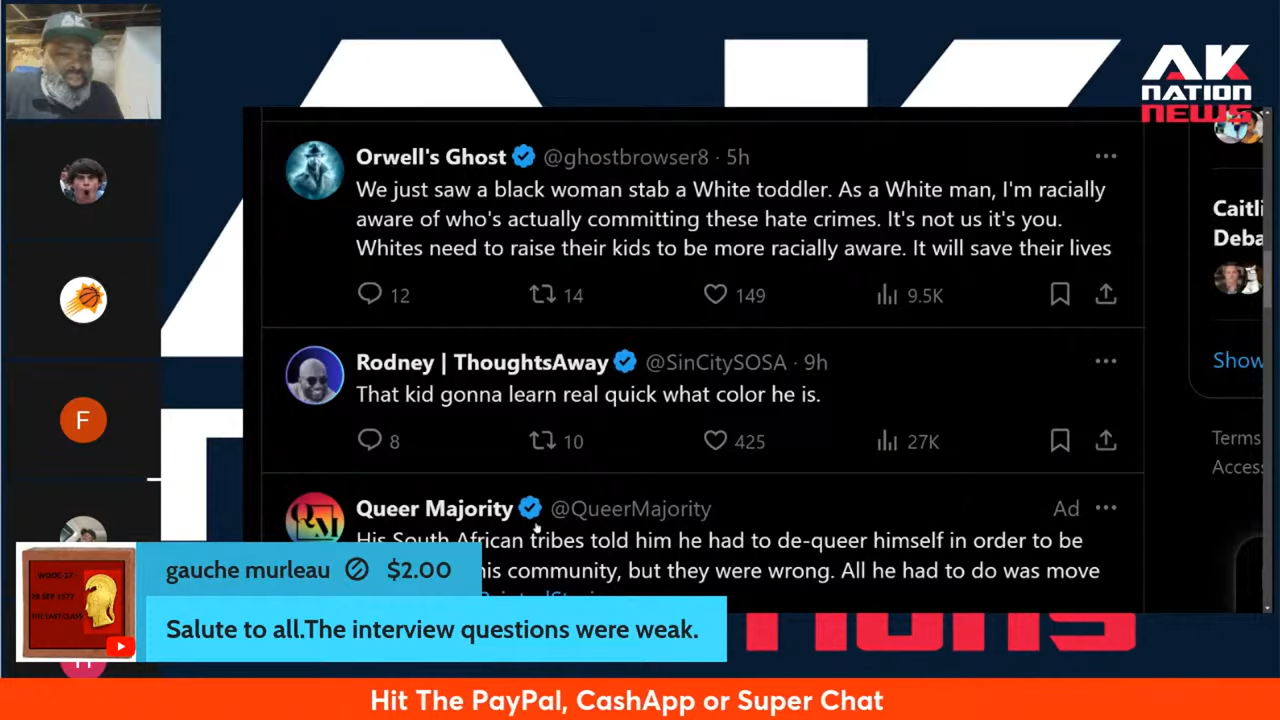 AK
NATION
NEWS
Orwell's Ghost @ghostbrowser8 · 5h
We just saw a black woman stab a White toddler. As a White man, I'm racially
aware of who's actually committing these hate crimes. It's not us it's you.
Whites need to raise their kids to be more racially aware. It will save their lives
12 14 149 9.5K
Caitli
Deba
Show
Terms
Access
Rodney | ThoughtsAway @SinCitySOSA · 9h
That kid gonna learn real quick what color he is.
8 10 425 27K
Queer Majority @QueerMajority Ad
His South African tribes told him he had to de-queer himself in order to be
his community, but they were wrong. All he had to do was move
F
gauche murleau $2.00
Salute to all.The interview questions were weak.
Hit The PayPal, CashApp or Super Chat